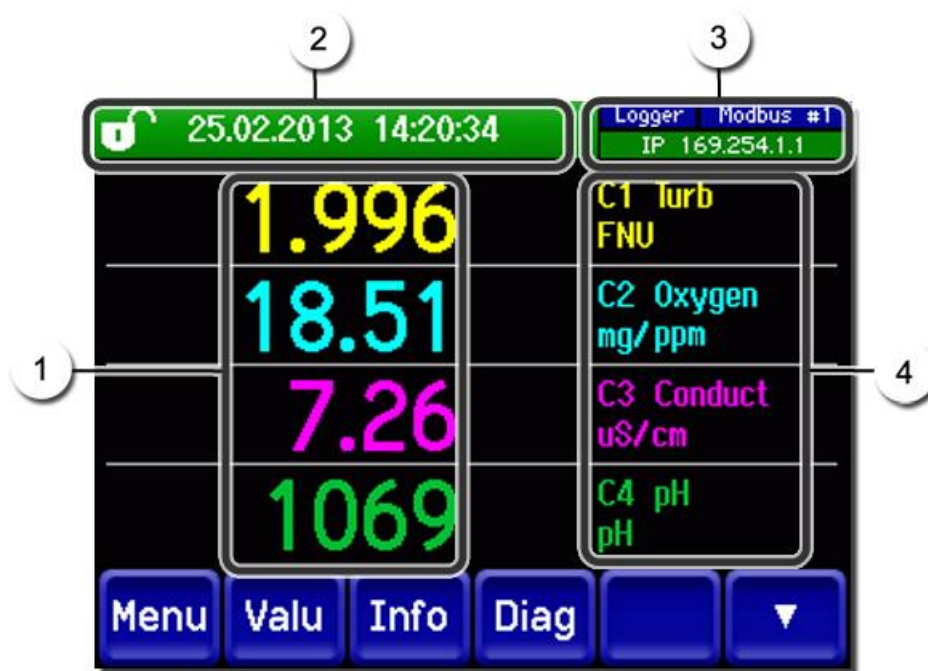 2
3
25.02.2013 14:20:34
Logger Modbus #1
IP 169.254.1.1
1.996
C1 Turb
FNU
18.51
C2 Oxygen
mg/ppm
1
4
7.26
C3 Conduct
uS/cm
1069
C4 pH
pH
Menu Valu Info Diag ▼